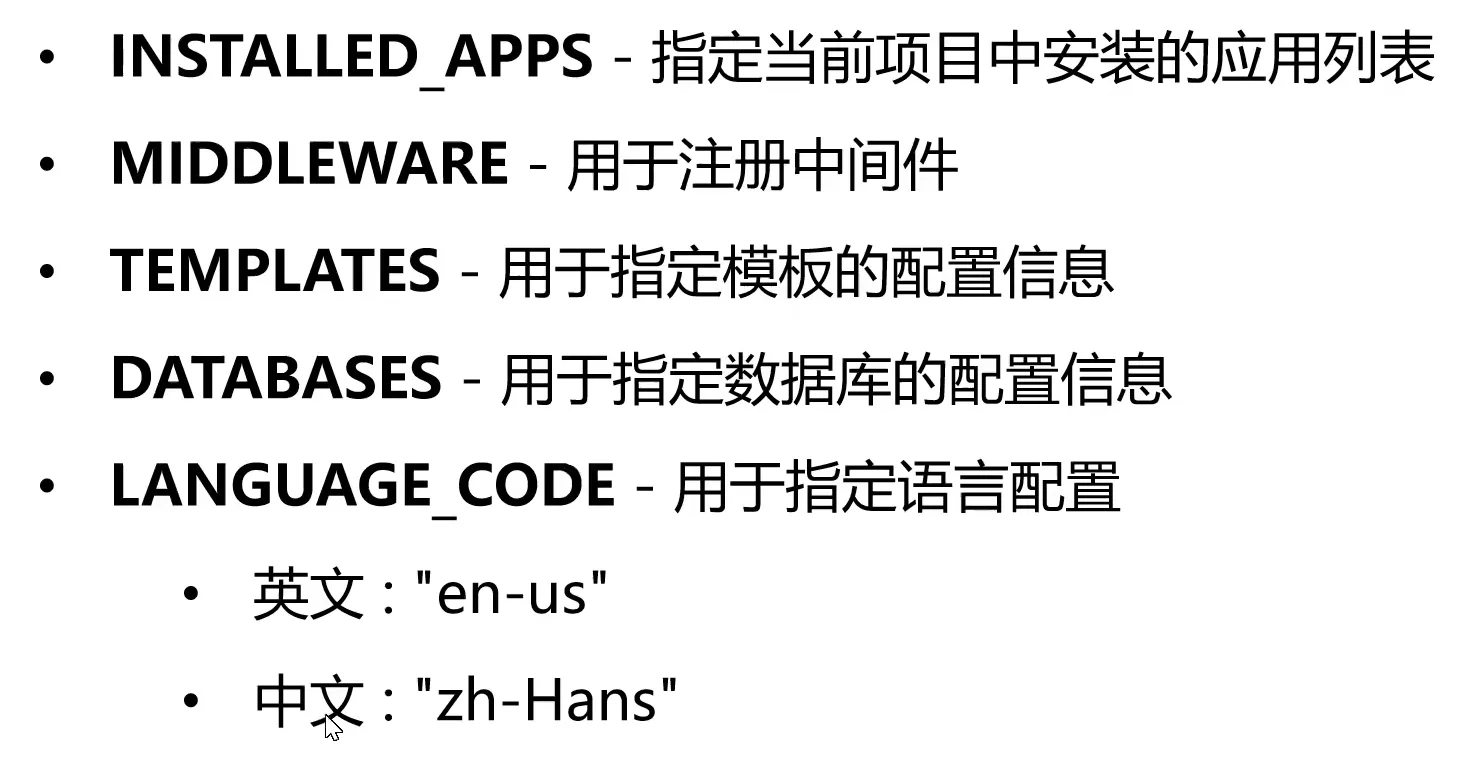 • INSTALLED_APPS - 指定当前项目中安装的应用列表
• MIDDLEWARE - 用于注册中间件
• TEMPLATES - 用于指定模板的配置信息
• DATABASES - 用于指定数据库的配置信息
• LANGUAGE_CODE - 用于指定语言配置
• 英文 : "en-us"
• 中文 : "zh-Hans"